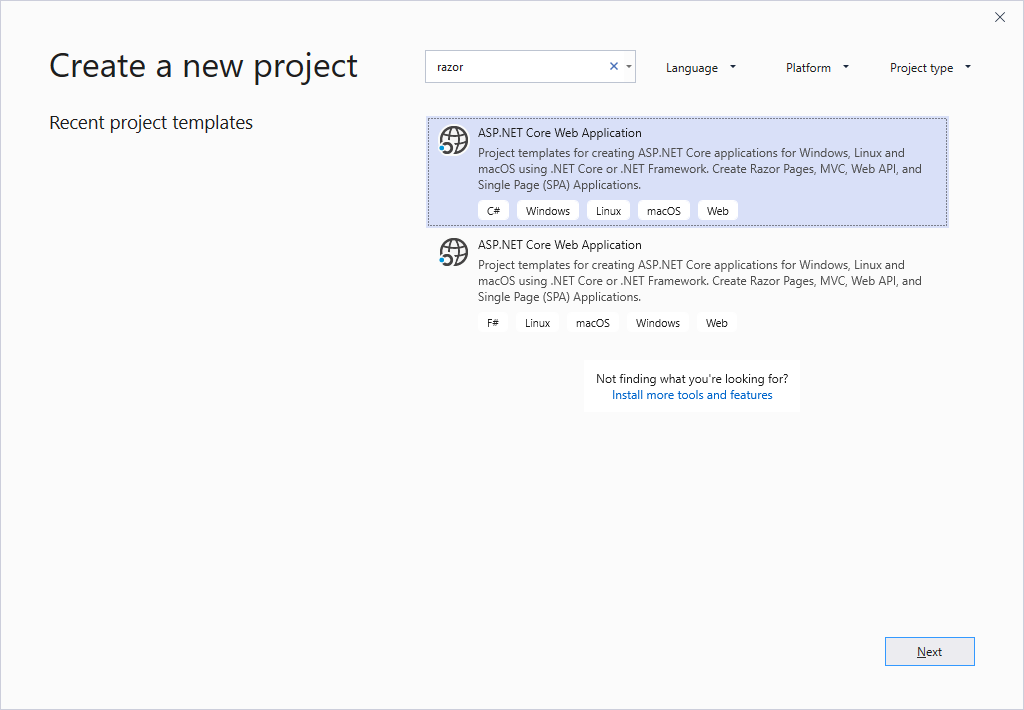 Create a new project
razor
Language
Platform
Project type
Recent project templates
ASP.NET Core Web Application
Project templates for creating ASP.NET Core applications for Windows, Linux and
macOS using .NET Core or .NET Framework. Create Razor Pages, MVC, Web API, and
Single Page (SPA) Applications.
C# Windows Linux macOS Web
ASP.NET Core Web Application
Project templates for creating ASP.NET Core applications for Windows, Linux and
macOS using .NET Core or .NET Framework. Create Razor Pages, MVC, Web API, and
Single Page (SPA) Applications.
F# Linux macOS Windows Web
Not finding what you're looking for?
Install more tools and features
Next